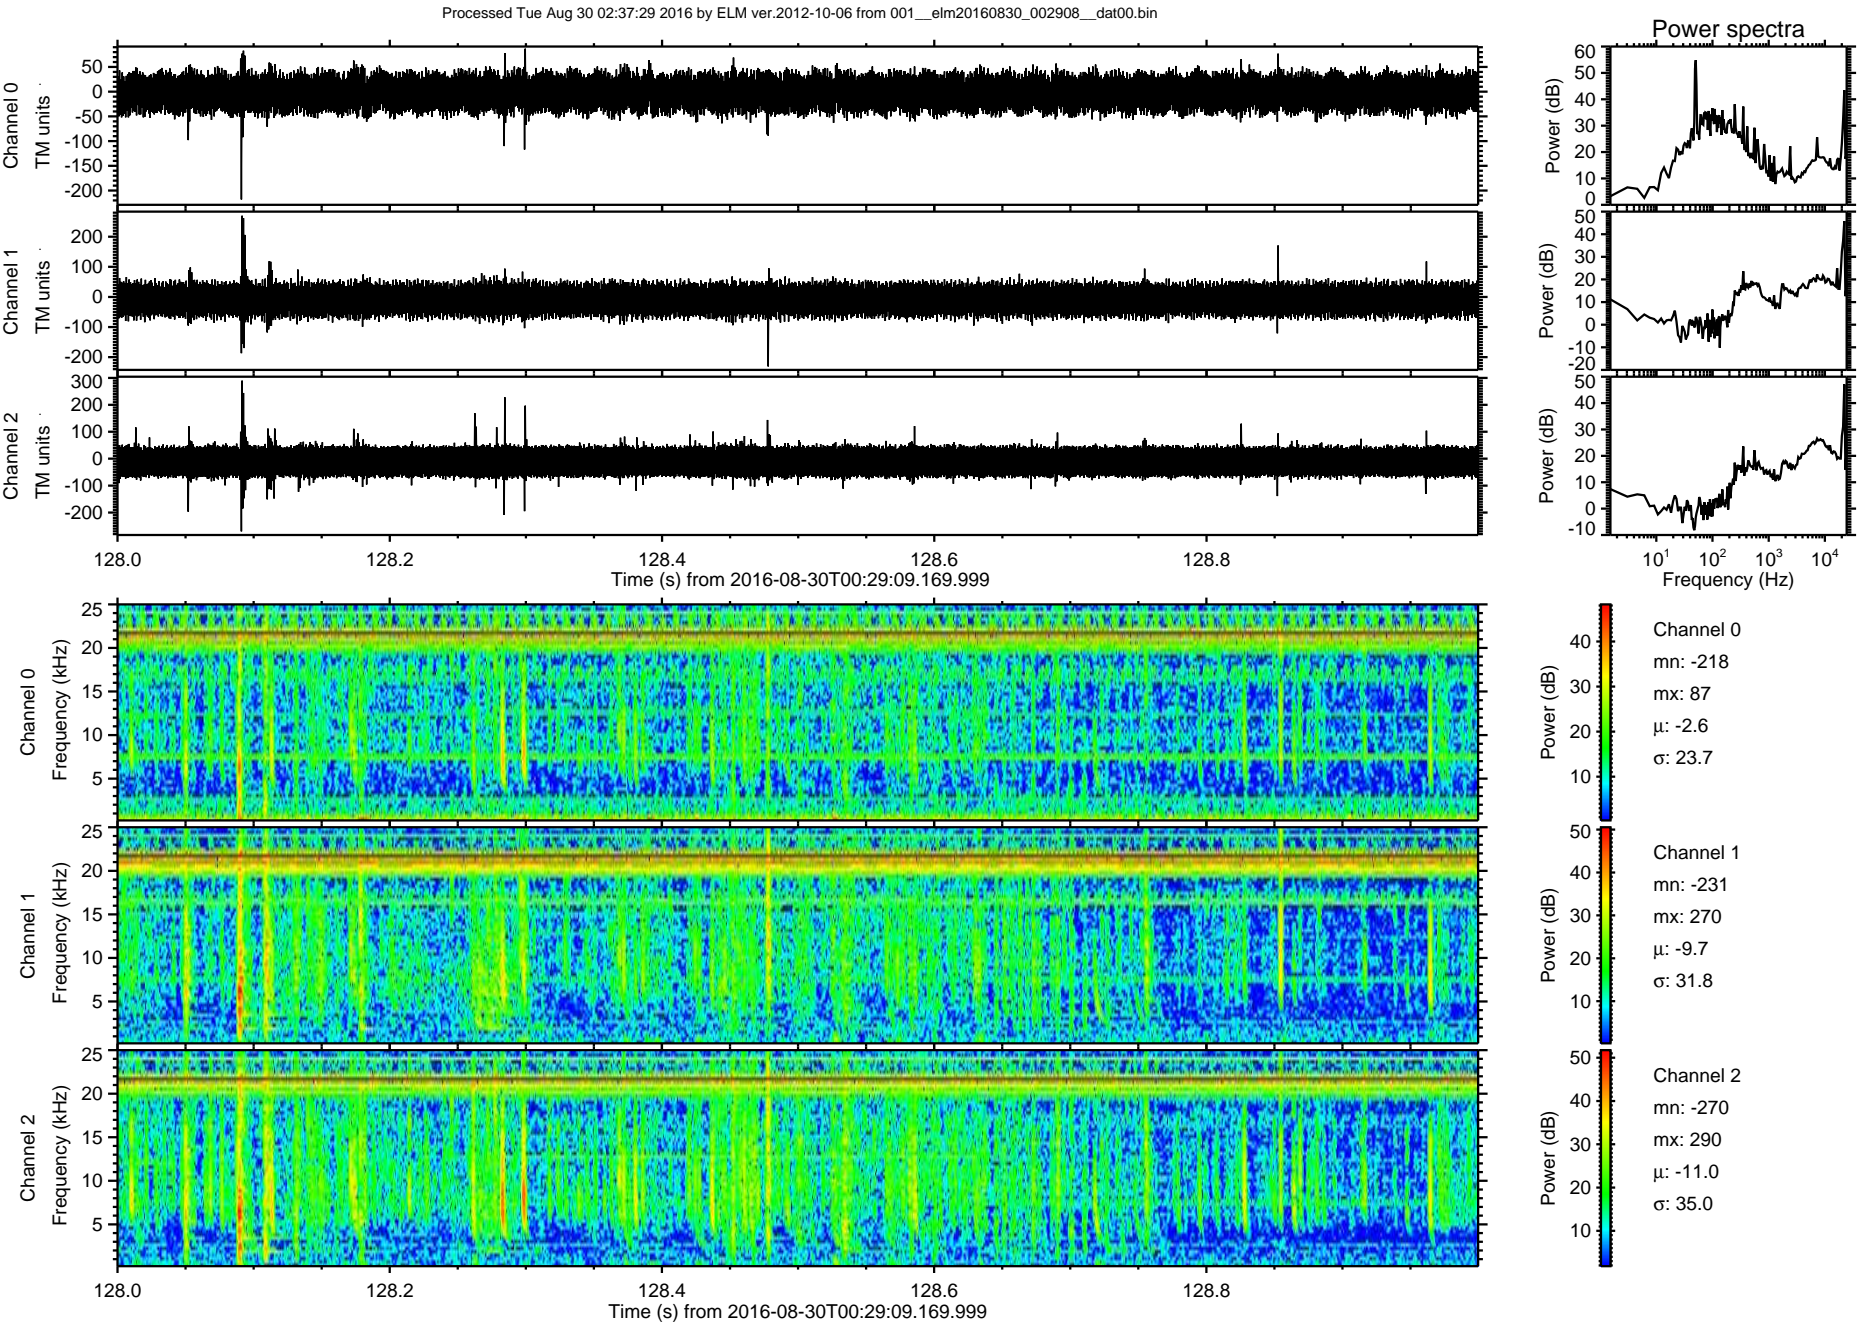 Processed Tue Aug 30 02:37:29 2016 by ELM ver.2012-10-06 from 001__elm20160830_002908__dat00.bin
Power spectra
Channel 0
TM units
50
0
-50
-100
-150
-200
Power (dB)
60
50
40
30
20
10
0
Channel 1
TM units
200
100
0
-100
-200
Power (dB)
50
40
30
20
10
0
-10
-20
Channel 2
TM units
300
200
100
0
-100
-200
Power (dB)
50
40
30
20
10
0
-10
128.0 128.2 128.4 128.6 128.8
Time (s) from 2016-08-30T00:29:09.169.999
10¹ 10² 10³ 10⁴
Frequency (Hz)
Channel 0
Frequency (kHz)
25
20
15
10
5
Power (dB)
40
30
20
10
Channel 0
mn: -218
mx: 87
μ: -2.6
σ: 23.7
Channel 1
Frequency (kHz)
25
20
15
10
5
Power (dB)
50
40
30
20
10
Channel 1
mn: -231
mx: 270
μ: -9.7
σ: 31.8
Channel 2
Frequency (kHz)
25
20
15
10
5
Power (dB)
50
40
30
20
10
Channel 2
mn: -270
mx: 290
μ: -11.0
σ: 35.0
128.0 128.2 128.4 128.6 128.8
Time (s) from 2016-08-30T00:29:09.169.999